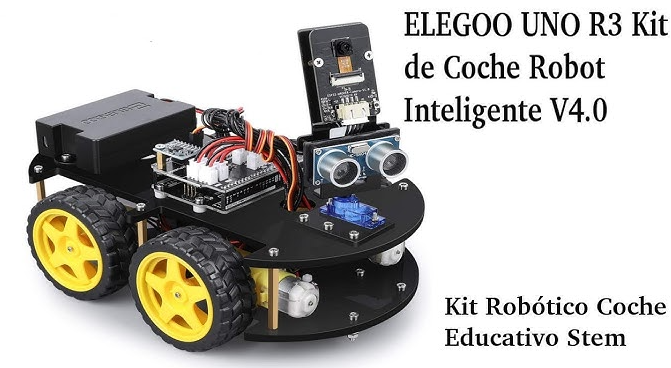 ELEGOO UNO R3 Kit
de Coche Robot
Inteligente V4.0
Kit Robótico Coche
Educativo Stem